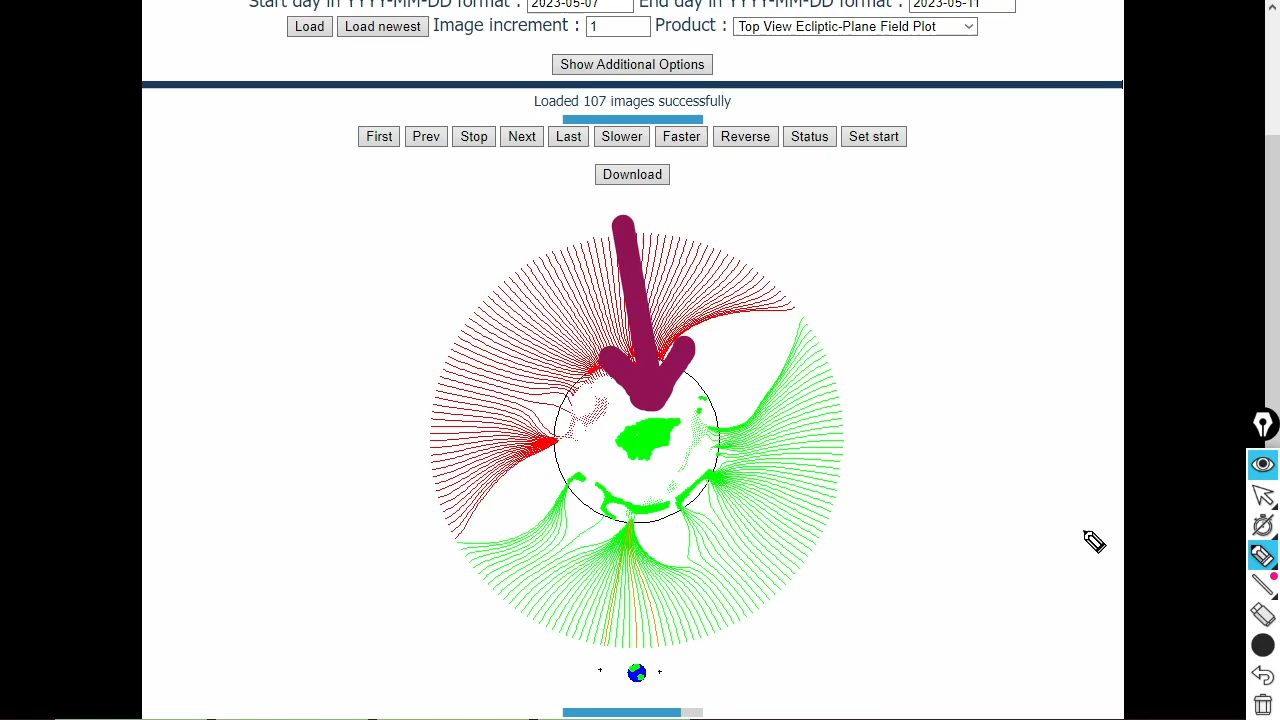 Start day in YYYY-MM-DD format : 2023-05-07 End day in YYYY-MM-DD format : 2023-05-11
Load Load newest Image increment : 1 Product : Top View Ecliptic-Plane Field Plot
Show Additional Options
Loaded 107 images successfully
First Prev Stop Next Last Slower Faster Reverse Status Set start
Download